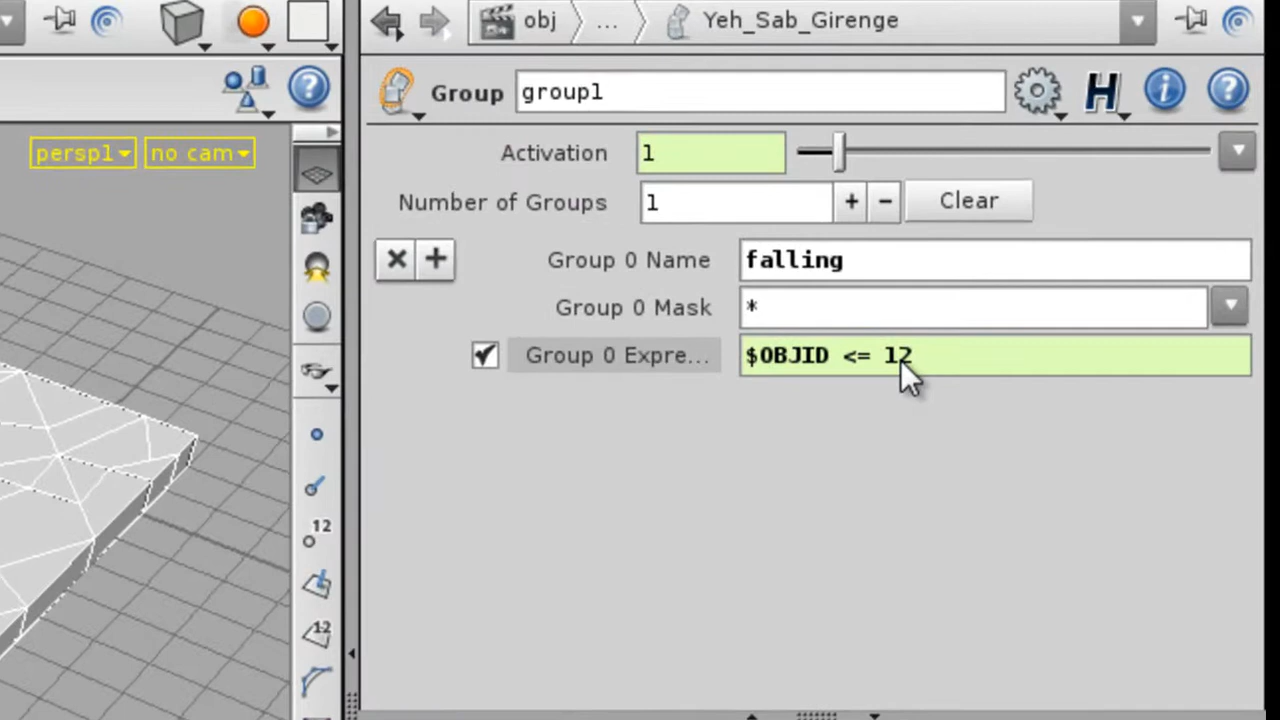 obj ... Yeh_Sab_Girenge
Group group1
persp1 no cam
Activation 1
Number of Groups 1 + - Clear
Group 0 Name falling
Group 0 Mask *
Group 0 Expre... $OBJID <= 12
12
12